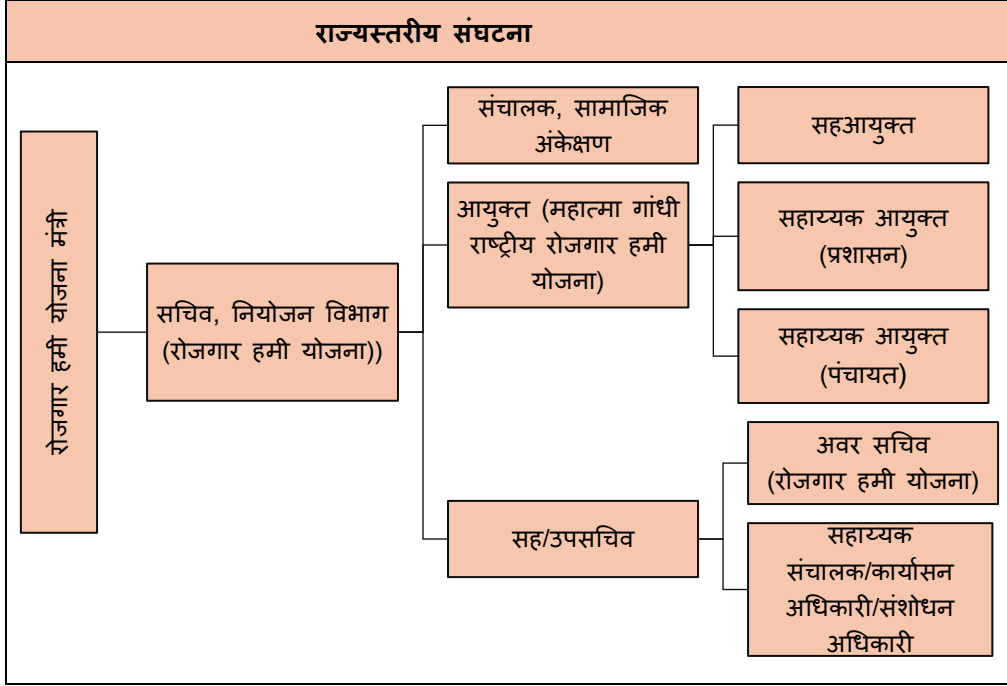 राज्यस्तरीय संघटना
रोजगार हमी योजना मंत्री
सचिव, नियोजन विभाग
(रोजगार हमी योजना))
संचालक, सामाजिक
अंकेक्षण
आयुक्त (महात्मा गांधी
राष्ट्रीय रोजगार हमी
योजना)
सहआयुक्त
सहाय्यक आयुक्त
(प्रशासन)
सहाय्यक आयुक्त
(पंचायत)
सह/उपसचिव
अवर सचिव
(रोजगार हमी योजना)
सहाय्यक
संचालक/कार्यासन
अधिकारी/संशोधन
अधिकारी